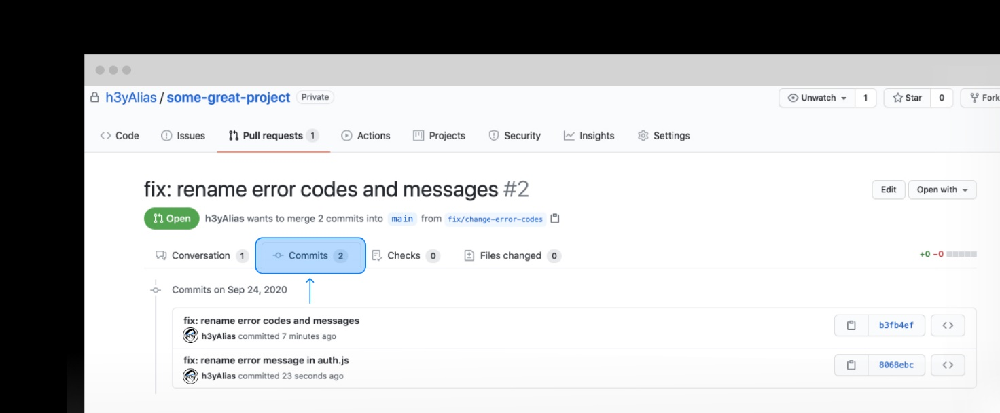 h3yAlias / some-great-project Private Unwatch 1 Star 0 Fork
Code Issues Pull requests 1 Actions Projects Security Insights Settings
fix: rename error codes and messages #2 Edit Open with
Open h3yAlias wants to merge 2 commits into main from fix/change-error-codes
Conversation 1 Commits 2 Checks 0 Files changed 0 +0 −0
Commits on Sep 24, 2020
fix: rename error codes and messages
h3yAlias committed 7 minutes ago b3fb4ef
fix: rename error message in auth.js
h3yAlias committed 23 seconds ago 8068ebc